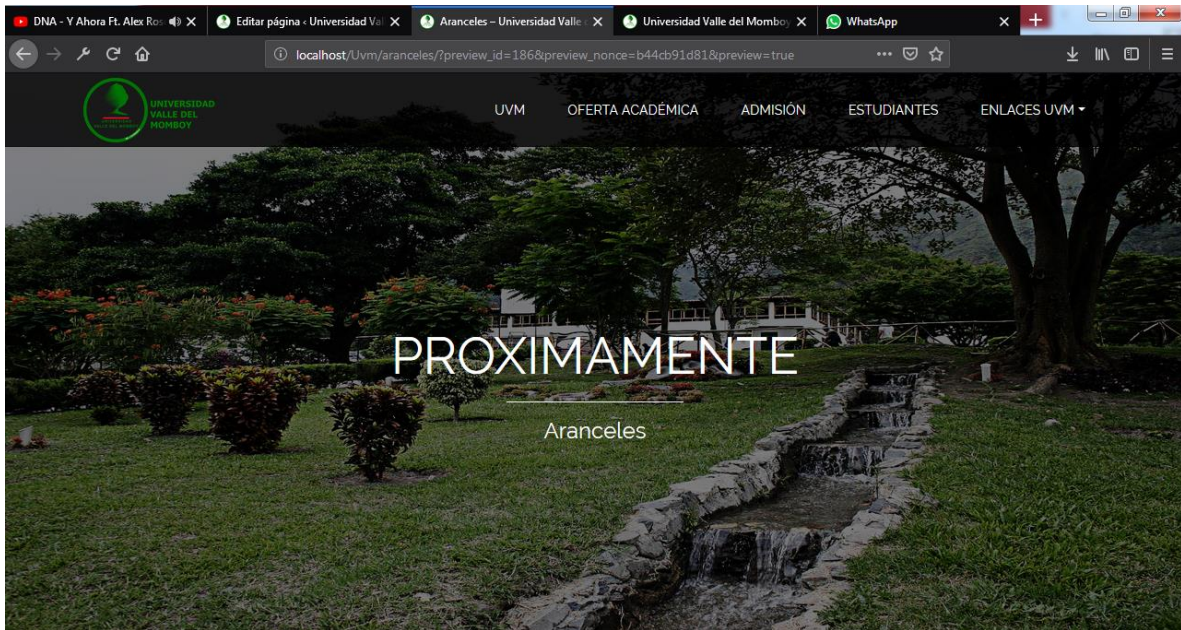 DNA - Y Ahora Ft. Alex Ros
Editar página ‹ Universidad Val
Aranceles – Universidad Valle
Universidad Valle del Momboy
WhatsApp
localhost/Uvm/aranceles/?preview_id=186&preview_nonce=b44cb91d81&preview=true
UNIVERSIDAD
VALLE DEL
MOMBOY
UVM OFERTA ACADÉMICA ADMISIÓN ESTUDIANTES ENLACES UVM
PROXIMAMENTE
Aranceles